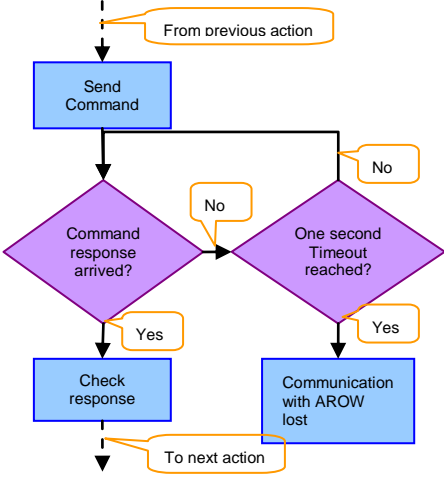 From previous action
Send
Command
No
No
Command
response
arrived?
One second
Timeout
reached?
Yes
Yes
Check
response
Communication
with AROW
lost
To next action